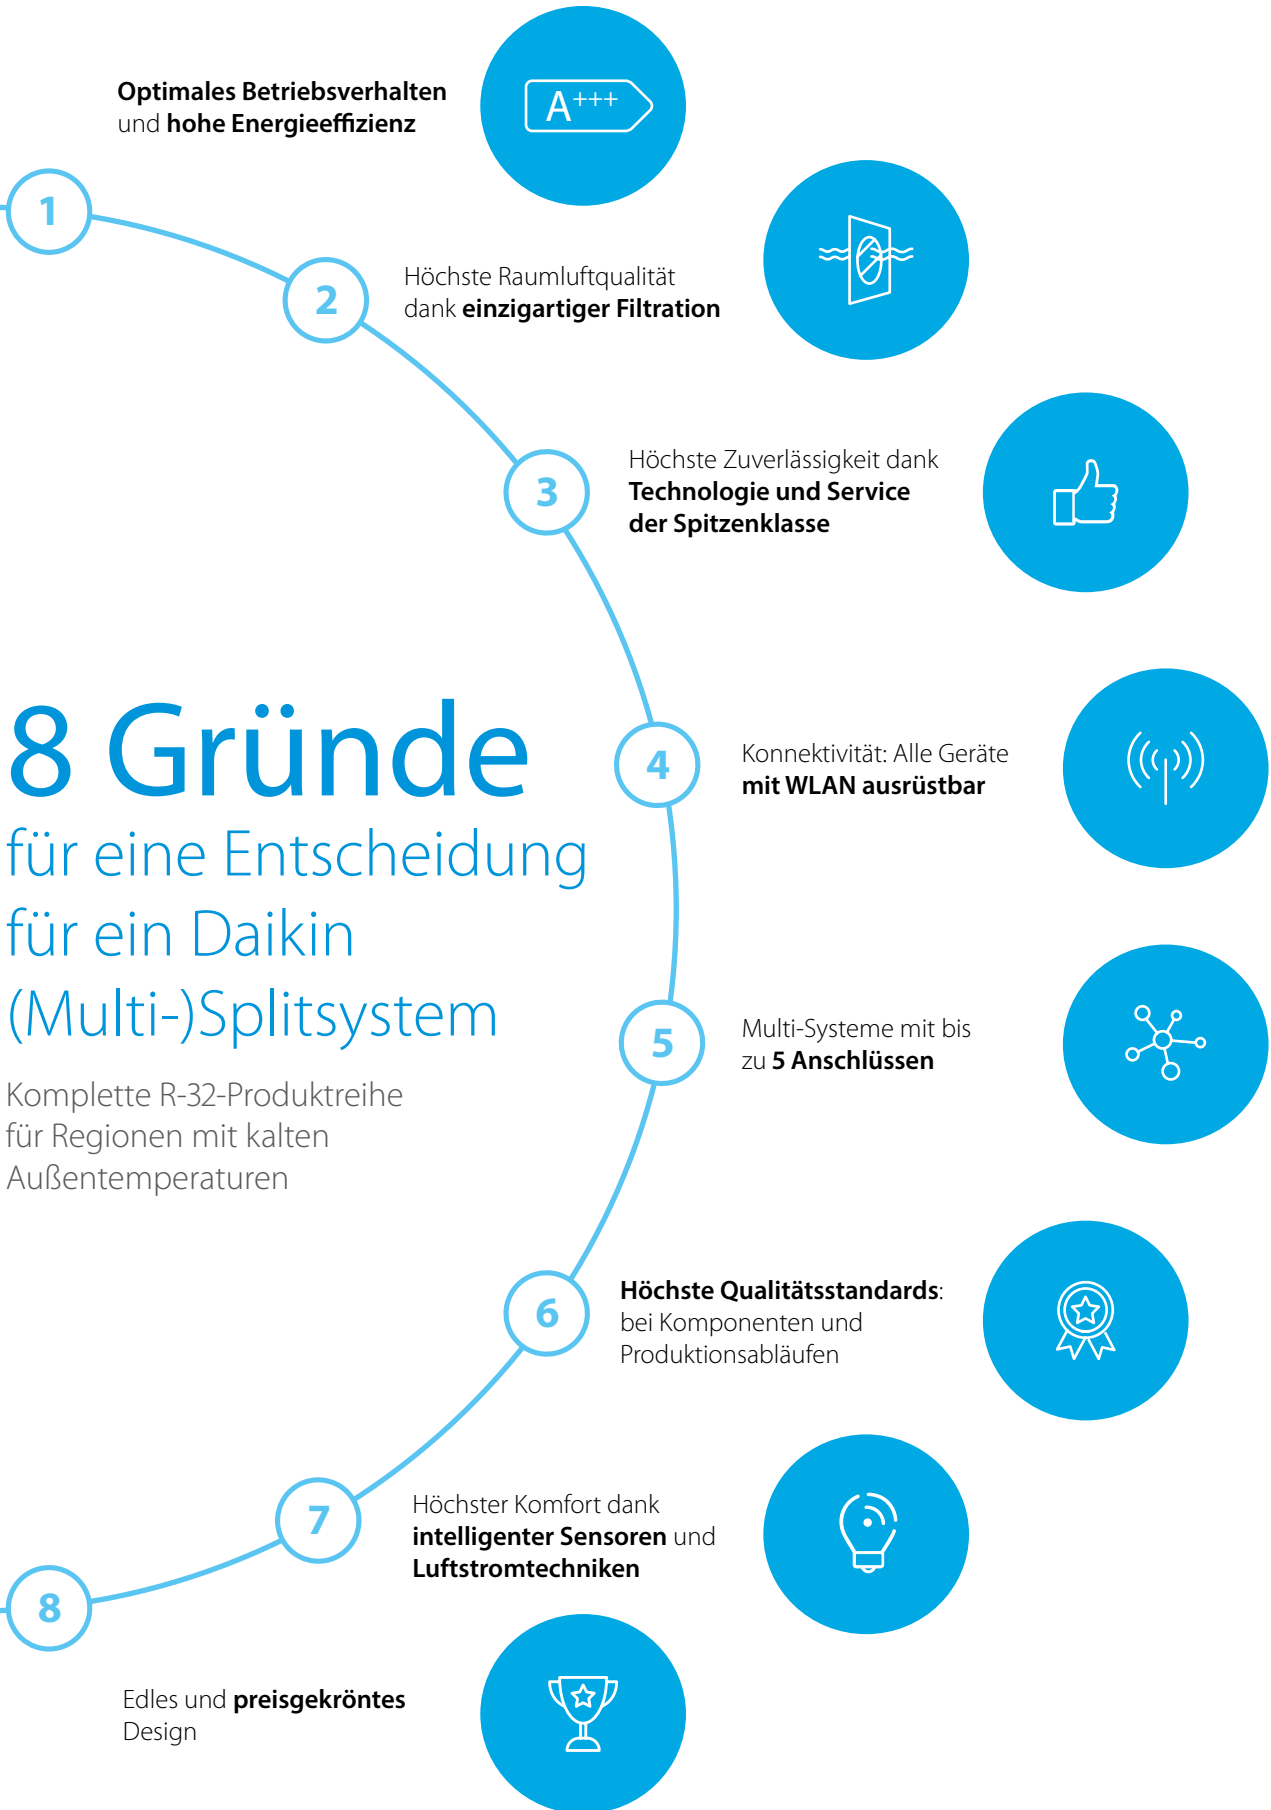 Optimales Betriebsverhalten
und hohe Energieeffizienz
A+++
1
2
Höchste Raumluftqualität
dank einzigartiger Filtration
3
Höchste Zuverlässigkeit dank
Technologie und Service
der Spitzenklasse
8 Gründe
für eine Entscheidung
für ein Daikin
(Multi-)Splitsystem
Komplette R-32-Produktreihe
für Regionen mit kalten
Außentemperaturen
4
Konnektivität: Alle Geräte
mit WLAN ausrüstbar
5
Multi-Systeme mit bis
zu 5 Anschlüssen
6
Höchste Qualitätsstandards:
bei Komponenten und
Produktionsabläufen
7
Höchster Komfort dank
intelligenter Sensoren und
Luftstromtechniken
8
Edles und preisgekröntes
Design